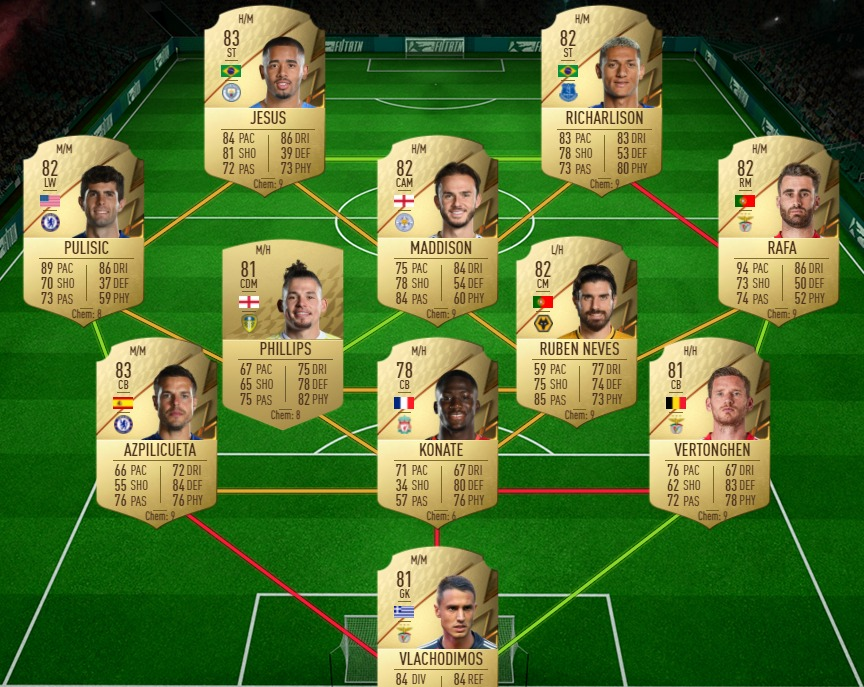 FUTBIN
H/M
83
ST
JESUS
84 PAC 86 DRI
81 SHO 39 DEF
72 PAS 73 PHY
Chem: 9
H/M
82
ST
RICHARLISON
83 PAC 83 DRI
78 SHO 53 DEF
73 PAS 80 PHY
Chem: 9
M/M
82
LW
PULISIC
89 PAC 86 DRI
70 SHO 37 DEF
73 PAS 59 PHY
Chem: 8
H/M
82
CAM
MADDISON
75 PAC 84 DRI
78 SHO 54 DEF
84 PAS 60 PHY
Chem: 9
H/M
82
RM
RAFA
94 PAC 86 DRI
73 SHO 50 DEF
74 PAS 52 PHY
Chem: 9
M/H
81
CDM
PHILLIPS
67 PAC 75 DRI
65 SHO 78 DEF
75 PAS 82 PHY
Chem: 8
L/H
82
CM
RUBEN NEVES
59 PAC 77 DRI
75 SHO 74 DEF
85 PAS 73 PHY
Chem: 9
M/M
83
CB
AZPILICUETA
66 PAC 72 DRI
55 SHO 84 DEF
76 PAS 76 PHY
Chem: 9
M/H
78
CB
KONATE
71 PAC 67 DRI
34 SHO 80 DEF
57 PAS 76 PHY
Chem: 6
H/H
81
CB
VERTONGHEN
76 PAC 67 DRI
62 SHO 83 DEF
72 PAS 78 PHY
Chem: 9
M/M
81
GK
VLACHODIMOS
84 DIV 84 REF